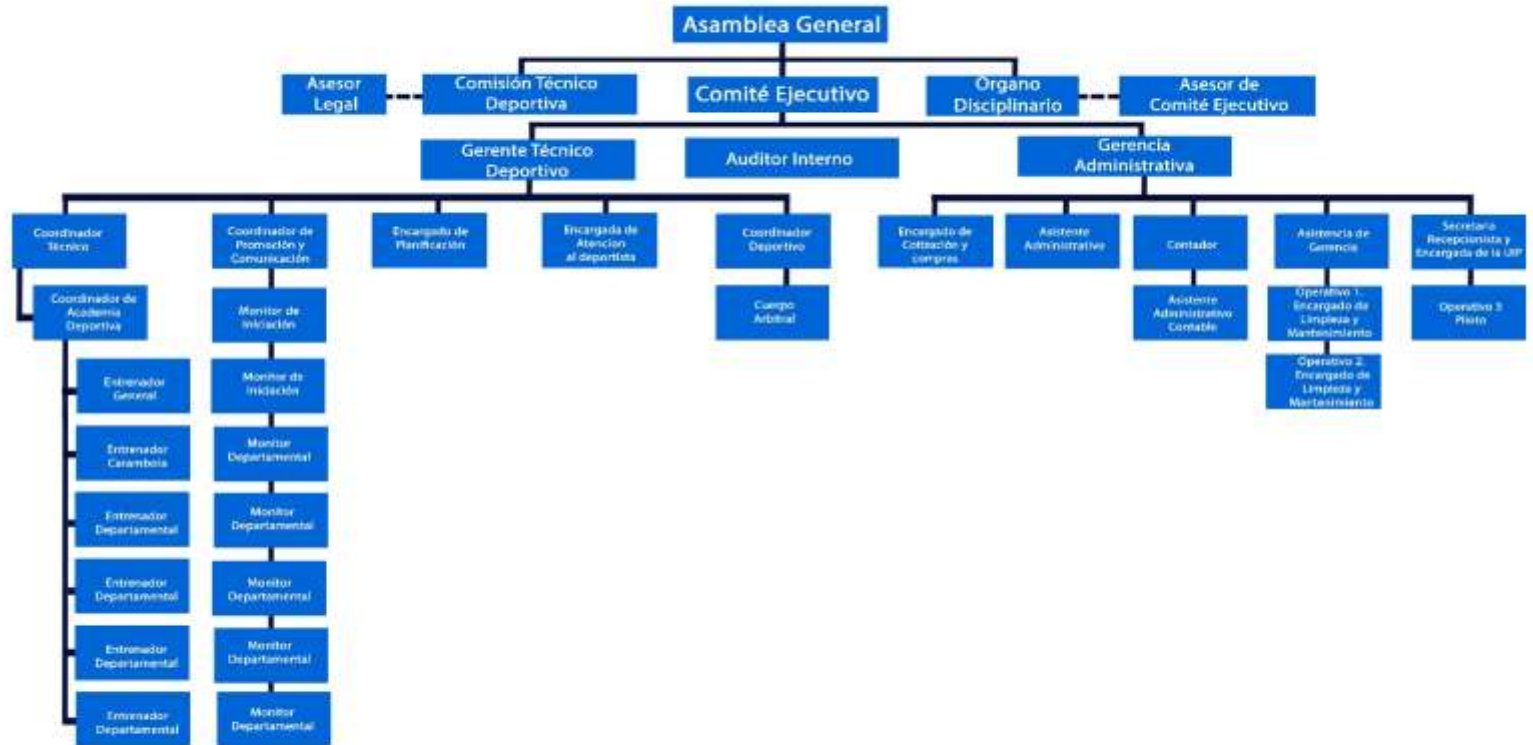 Asamblea General
Asesor
Legal
Comisión Técnico
Deportiva
Comité Ejecutivo
Órgano
Disciplinario
Asesor de
Comité Ejecutivo
Gerente Técnico
Deportivo
Auditor Interno
Gerencia
Administrativa
Coordinador
Técnico
Coordinador de
Promoción y
Comunicación
Encargado de
Planificación
Encargada de
Atencion
al deportista
Coordinador
Deportivo
Encargado de
Cotización y
compras
Asistente
Administrativo
Contador
Asistencia de
Gerencia
Secretaria
Recepcionista y
Encargada de la UIP
Coordinador de
Academia
Deportiva
Monitor de
Iniciación
Cuerpo
Arbitral
Asistente
Administrativo
Contable
Operativo 1.
Encargado de
Limpieza y
Mantenimiento
Operativo 3
Piloto
Entrenador
General
Monitor de
Iniciación
Operativo 2.
Encargado de
Limpieza y
Mantenimiento
Entrenador
Carambola
Monitor
Departamental
Entrenador
Departamental
Monitor
Departamental
Entrenador
Departamental
Monitor
Departamental
Entrenador
Departamental
Monitor
Departamental
Entrenador
Departamental
Monitor
Departamental